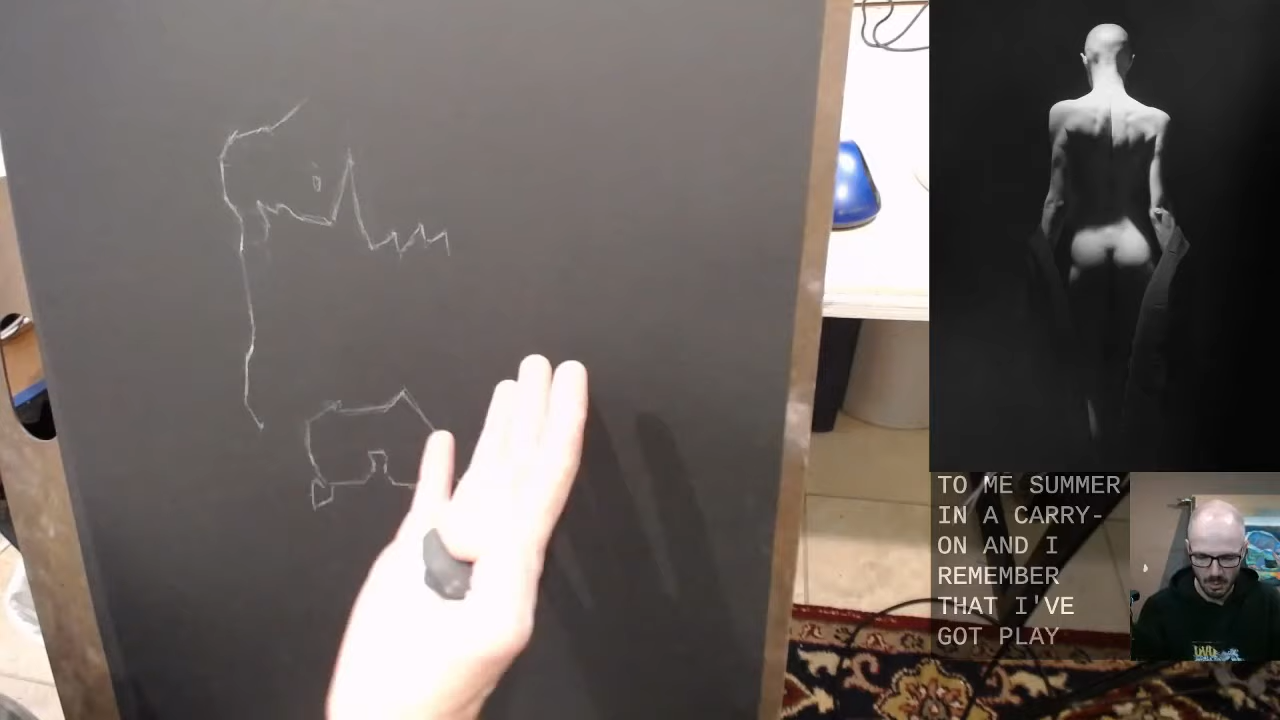 TO ME SUMMER
IN A CARRY-
ON AND I
REMEMBER
THAT I'VE
GOT PLAY